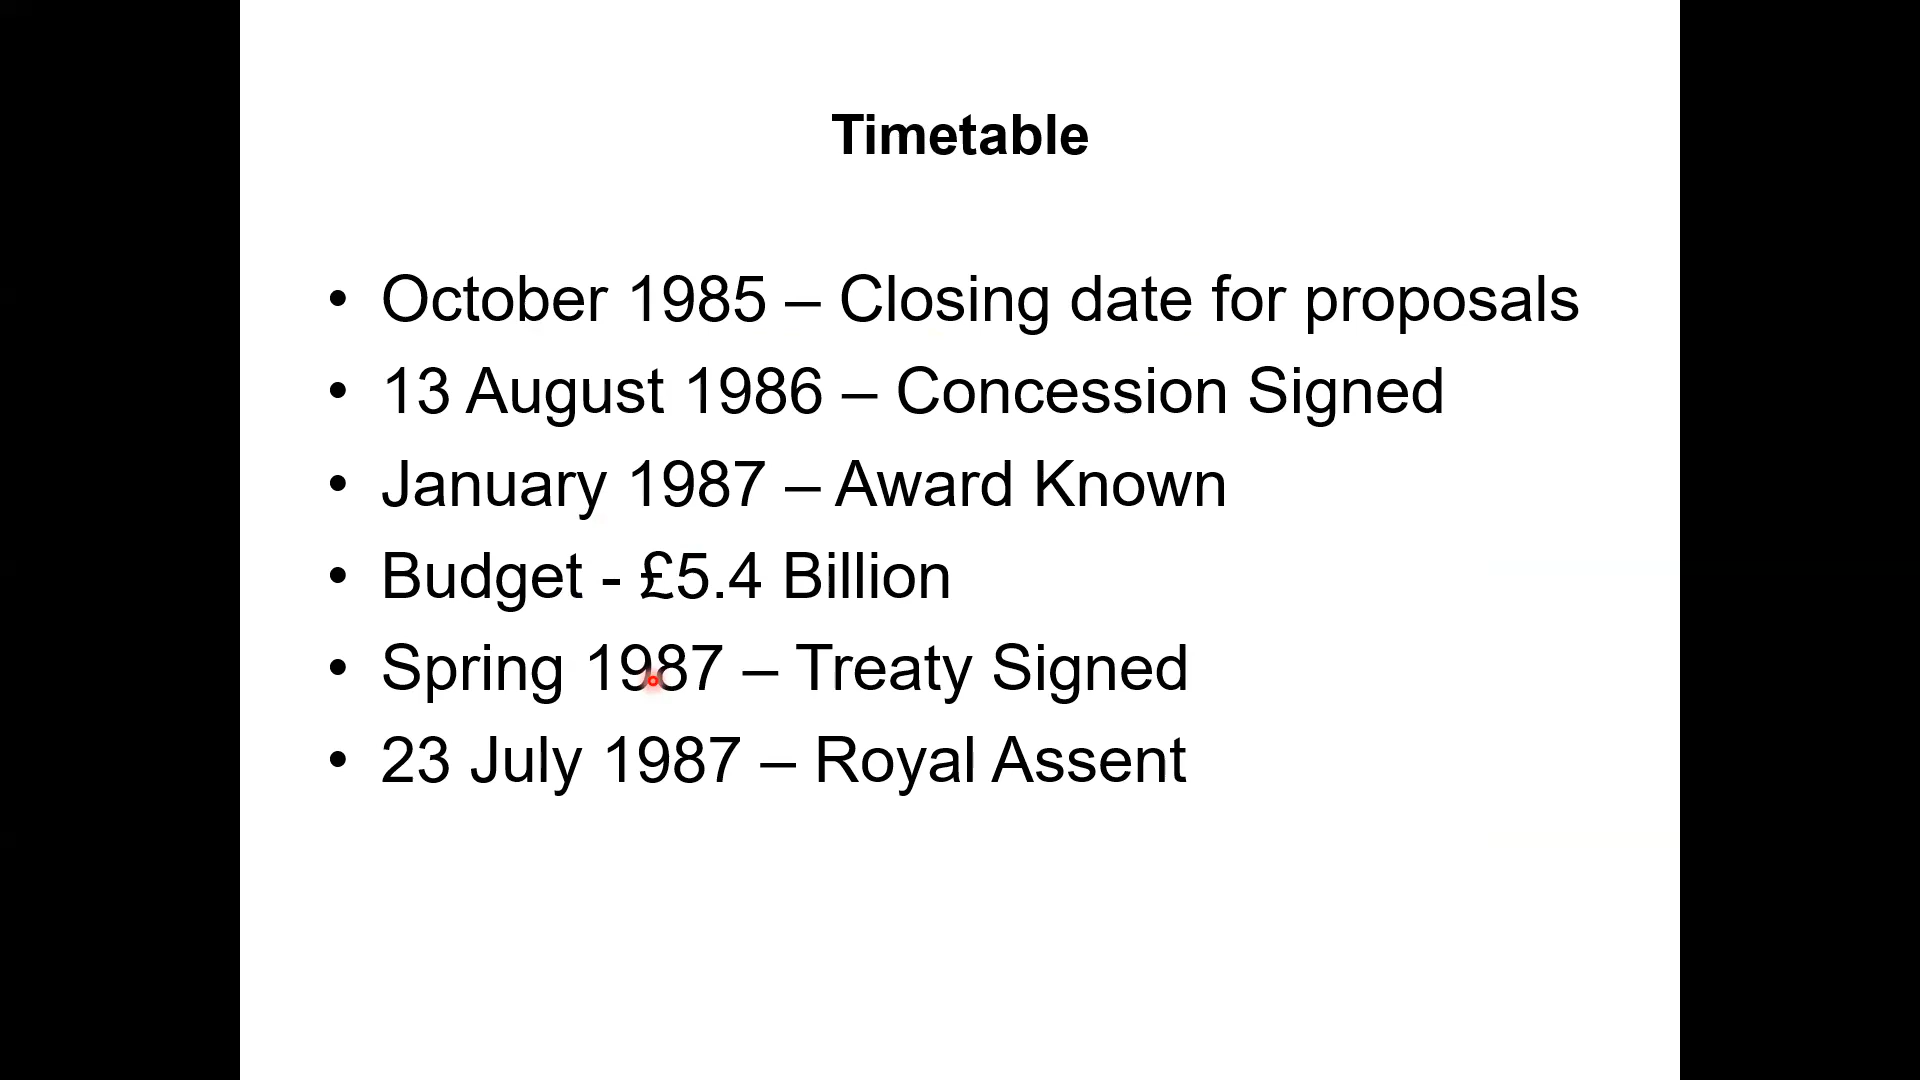 Timetable
• October 1985 – Closing date for proposals
• 13 August 1986 – Concession Signed
• January 1987 – Award Known
• Budget - £5.4 Billion
• Spring 1987 – Treaty Signed
• 23 July 1987 – Royal Assent